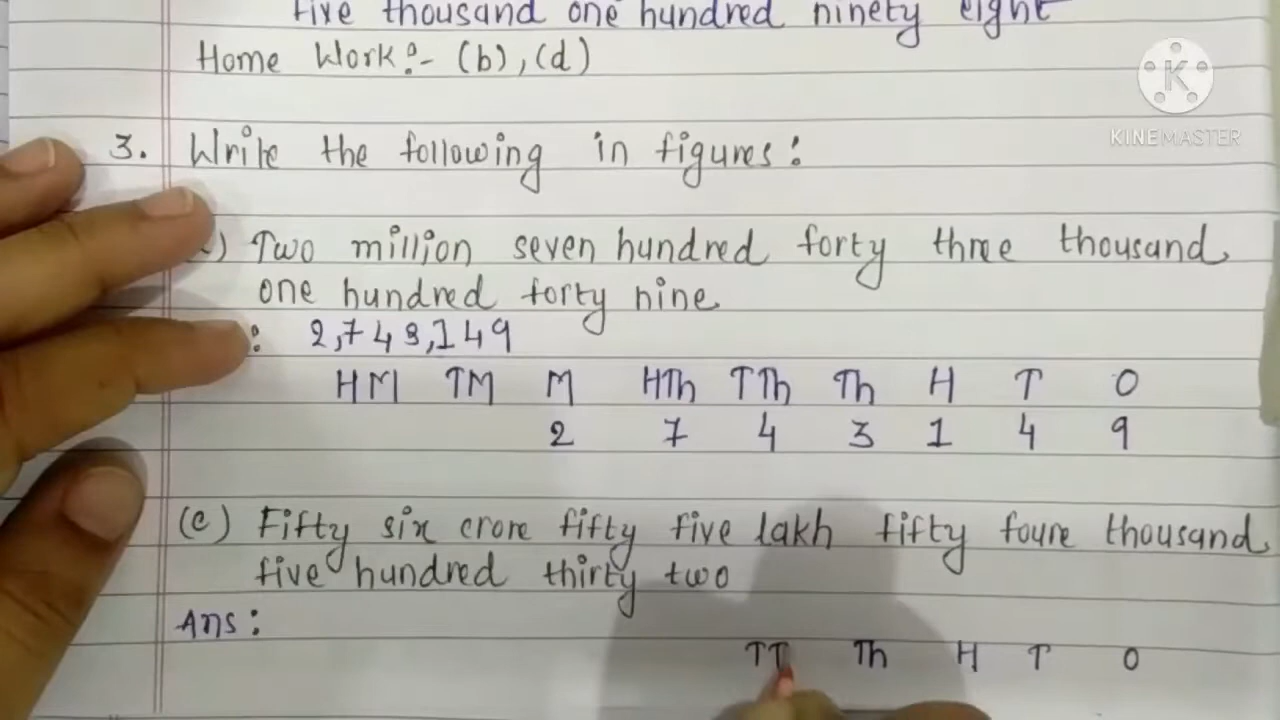 five thousand one hundred ninety eight
Home Work:- (b), (d)
K
KINEMASTER
3. Write the following in figures:
) Two million seven hundred forty three thousand
one hundred forty nine
: 2,743,149
HM TM M HTh TTh Th H T O
2 7 4 3 1 4 9
(c) Fifty six crore fifty five lakh fifty foure thousand
five hundred thirty two
Ans:
TT Th H T O